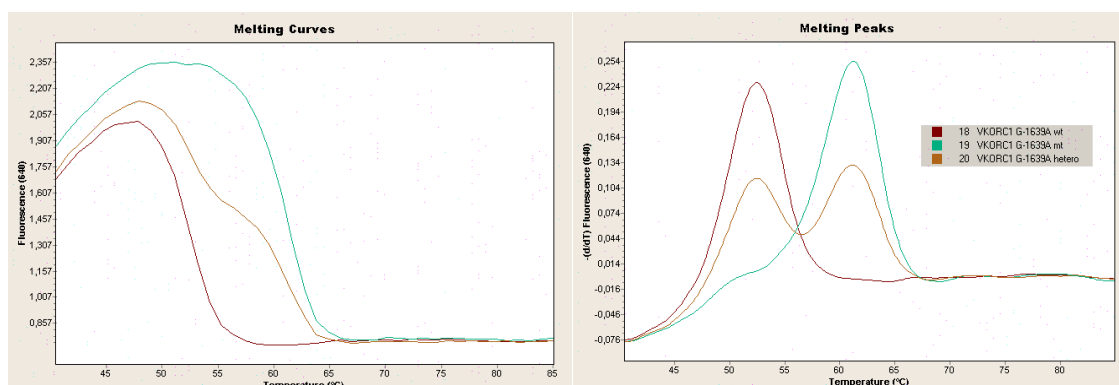 Melting Curves
2,357
2,207
2,057
1,907
1,757
1,607
1,457
1,307
1,157
1,007
0,857
Fluorescence (640)
45 50 55 60 65 70 75 80 85
Temperature (°C)
Melting Peaks
0,254
0,224
0,194
0,164
0,134
0,104
0,074
0,044
0,014
-0,016
-0,046
-0,076
-(d/dT) Fluorescence (640)
45 50 55 60 65 70 75 80
Temperature (°C)
18 VKORC1 G-1639A wt
19 VKORC1 G-1639A mt
20 VKORC1 G-1639A hetero